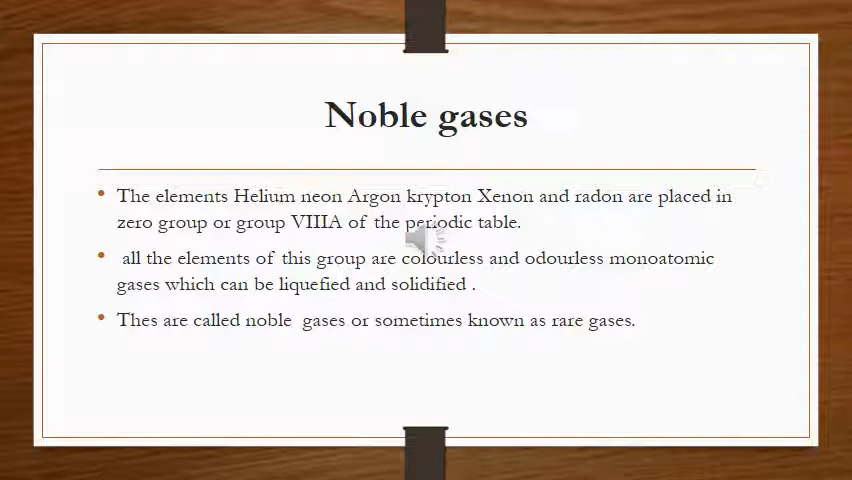 Noble gases
• The elements Helium neon Argon krypton Xenon and radon are placed in
zero group or group VIIIA of the periodic table.
• all the elements of this group are colourless and odourless monoatomic
gases which can be liquefied and solidified .
• Thes are called noble gases or sometimes known as rare gases.